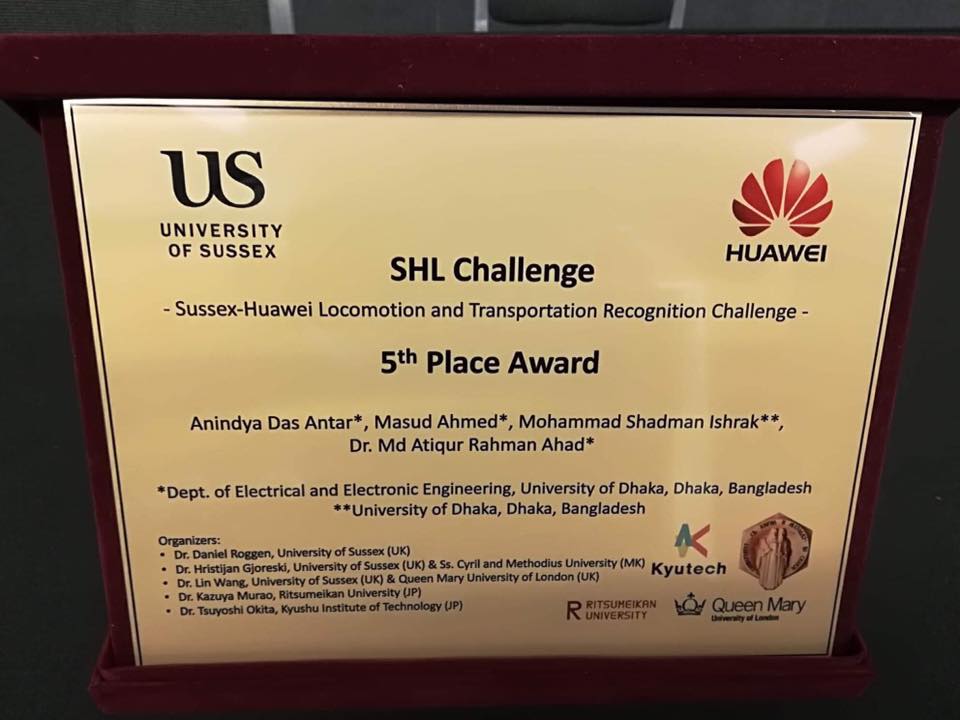 US
UNIVERSITY
OF SUSSEX
HUAWEI
SHL Challenge
- Sussex-Huawei Locomotion and Transportation Recognition Challenge -
5th Place Award
Anindya Das Antar*, Masud Ahmed*, Mohammad Shadman Ishrak**,
Dr. Md Atiqur Rahman Ahad*
*Dept. of Electrical and Electronic Engineering, University of Dhaka, Dhaka, Bangladesh
**University of Dhaka, Dhaka, Bangladesh
Organizers:
• Dr. Daniel Roggen, University of Sussex (UK)
• Dr. Hristijan Gjoreski, University of Sussex (UK) & Ss. Cyril and Methodius University (MK)
• Dr. Lin Wang, University of Sussex (UK) & Queen Mary University of London (UK)
• Dr. Kazuya Murao, Ritsumeikan University (JP)
• Dr. Tsuyoshi Okita, Kyushu Institute of Technology (JP)
Kyutech
R RITSUMEIKAN
UNIVERSITY
Queen Mary
University of London